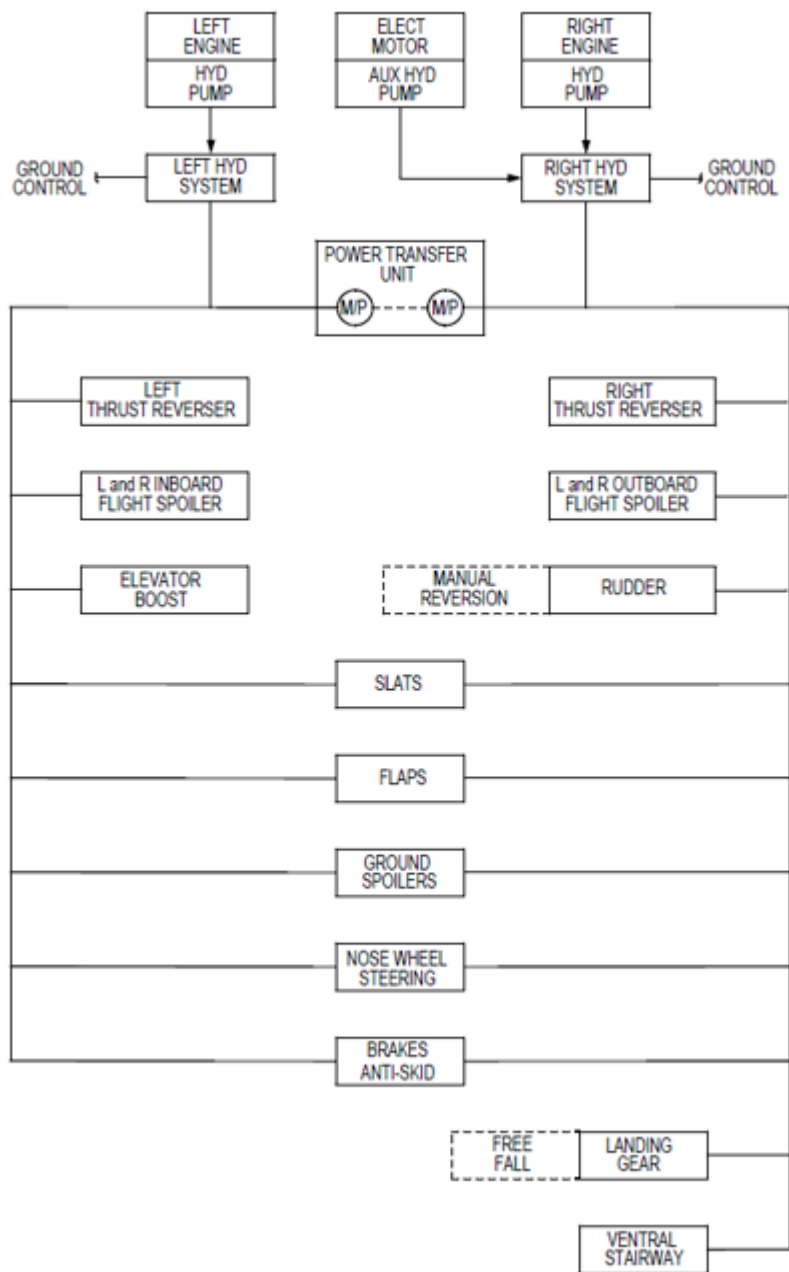 LEFT
ENGINE
HYD
PUMP
ELECT
MOTOR
AUX HYD
PUMP
RIGHT
ENGINE
HYD
PUMP
GROUND
CONTROL
LEFT HYD
SYSTEM
RIGHT HYD
SYSTEM
GROUND
CONTROL
POWER TRANSFER
UNIT
M/P
M/P
LEFT
THRUST REVERSER
RIGHT
THRUST REVERSER
L and R INBOARD
FLIGHT SPOILER
L and R OUTBOARD
FLIGHT SPOILER
ELEVATOR
BOOST
MANUAL
REVERSION
RUDDER
SLATS
FLAPS
GROUND
SPOILERS
NOSE WHEEL
STEERING
BRAKES
ANTI-SKID
FREE
FALL
LANDING
GEAR
VENTRAL
STAIRWAY